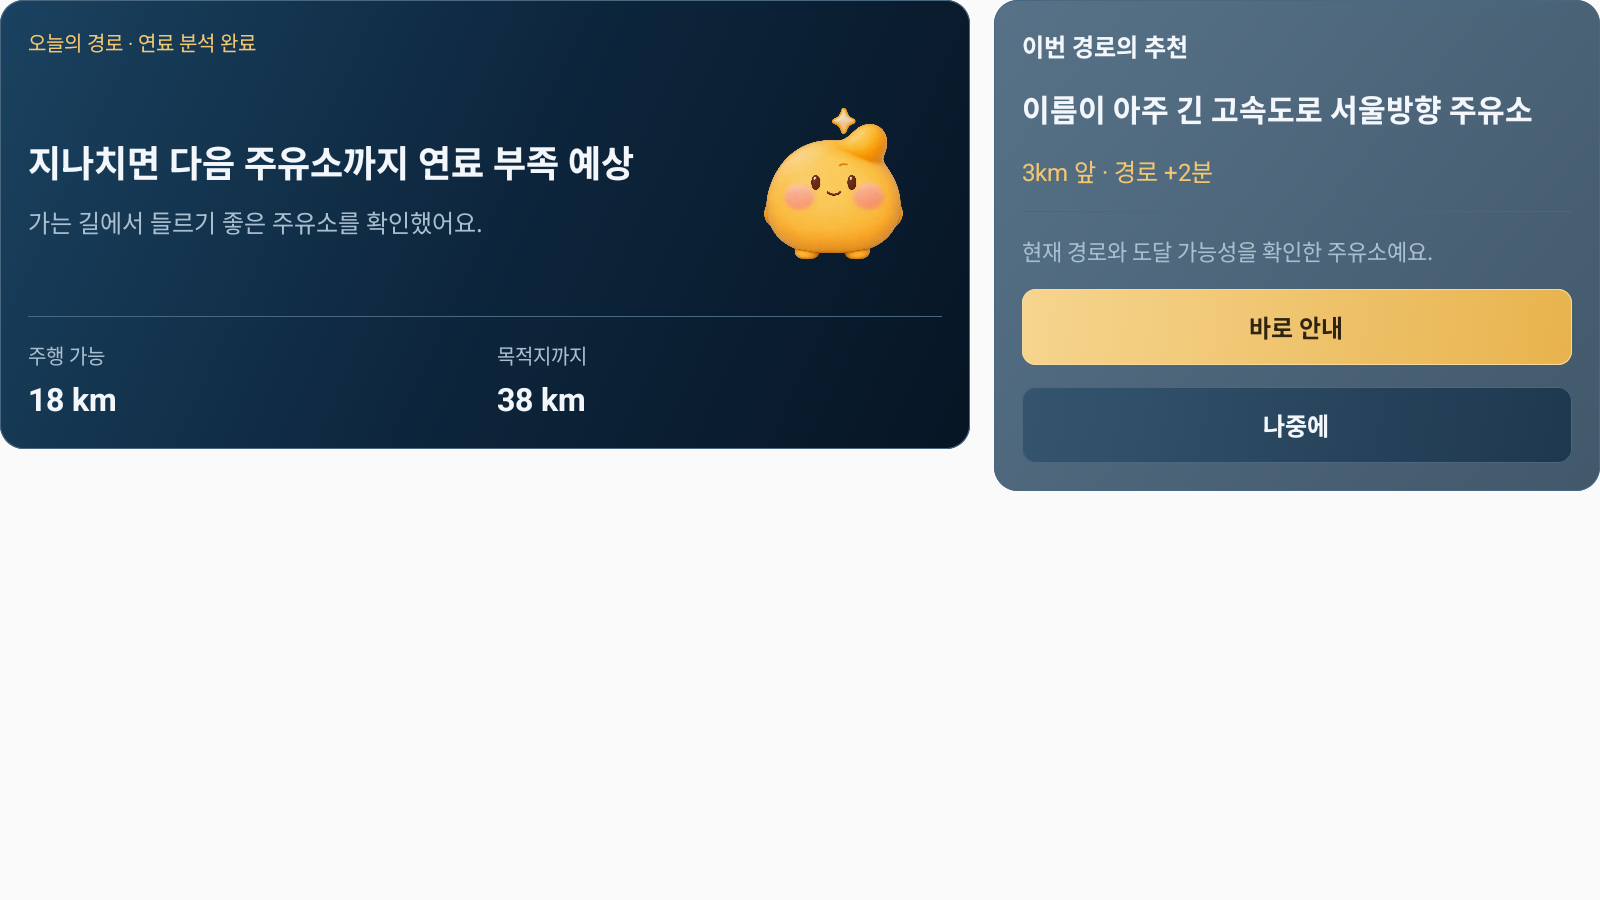 오늘의 경로 · 연료 분석 완료
지나치면 다음 주유소까지 연료 부족 예상
가는 길에서 들르기 좋은 주유소를 확인했어요.
주행 가능
18 km
목적지까지
38 km
이번 경로의 추천
이름이 아주 긴 고속도로 서울방향 주유소
3km 앞 · 경로 +2분
현재 경로와 도달 가능성을 확인한 주유소예요.
바로 안내
나중에